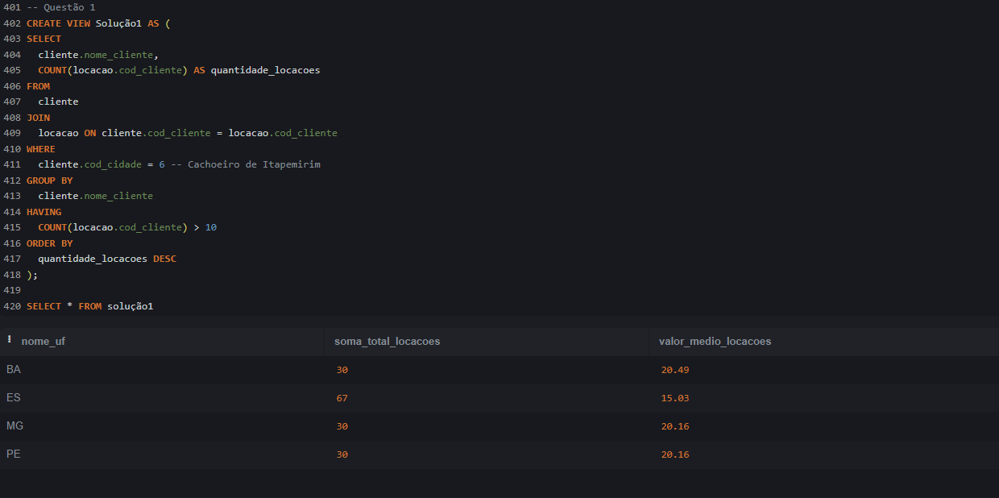 401 -- Questão 1
402 CREATE VIEW Solução1 AS (
403 SELECT
404   cliente.nome_cliente,
405   COUNT(locacao.cod_cliente) AS quantidade_locacoes
406 FROM
407   cliente
408 JOIN
409   locacao ON cliente.cod_cliente = locacao.cod_cliente
410 WHERE
411   cliente.cod_cidade = 6 -- Cachoeiro de Itapemirim
412 GROUP BY
413   cliente.nome_cliente
414 HAVING
415   COUNT(locacao.cod_cliente) > 10
416 ORDER BY
417   quantidade_locacoes DESC
418 );
419
420 SELECT * FROM solução1
nome_uf soma_total_locacoes valor_medio_locacoes
BA 30 20.49
ES 67 15.03
MG 30 20.16
PE 30 20.16